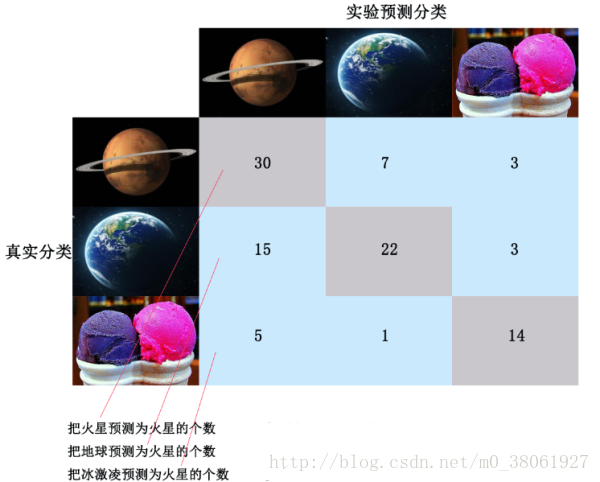 实验预测分类
30 7 3
真实分类
15 22 3
5 1 14
把火星预测为火星的个数
把地球预测为火星的个数
把冰激凌预测为火星的个数
http://blog.csdn.net/m0_38061927